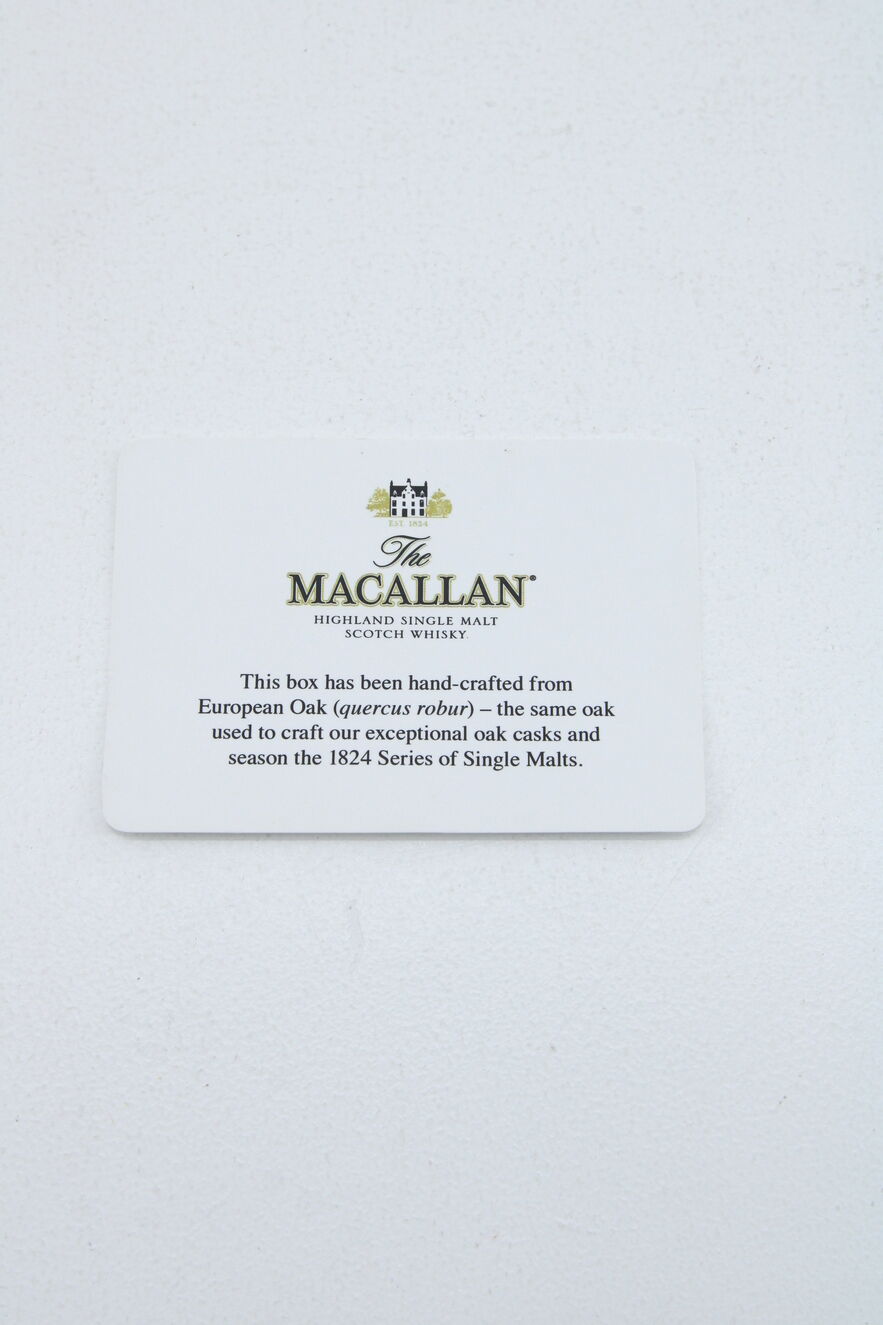 EST. 1824
The
MACALLAN®
HIGHLAND SINGLE MALT
SCOTCH WHISKY
This box has been hand-crafted from
European Oak (quercus robur) – the same oak
used to craft our exceptional oak casks and
season the 1824 Series of Single Malts.